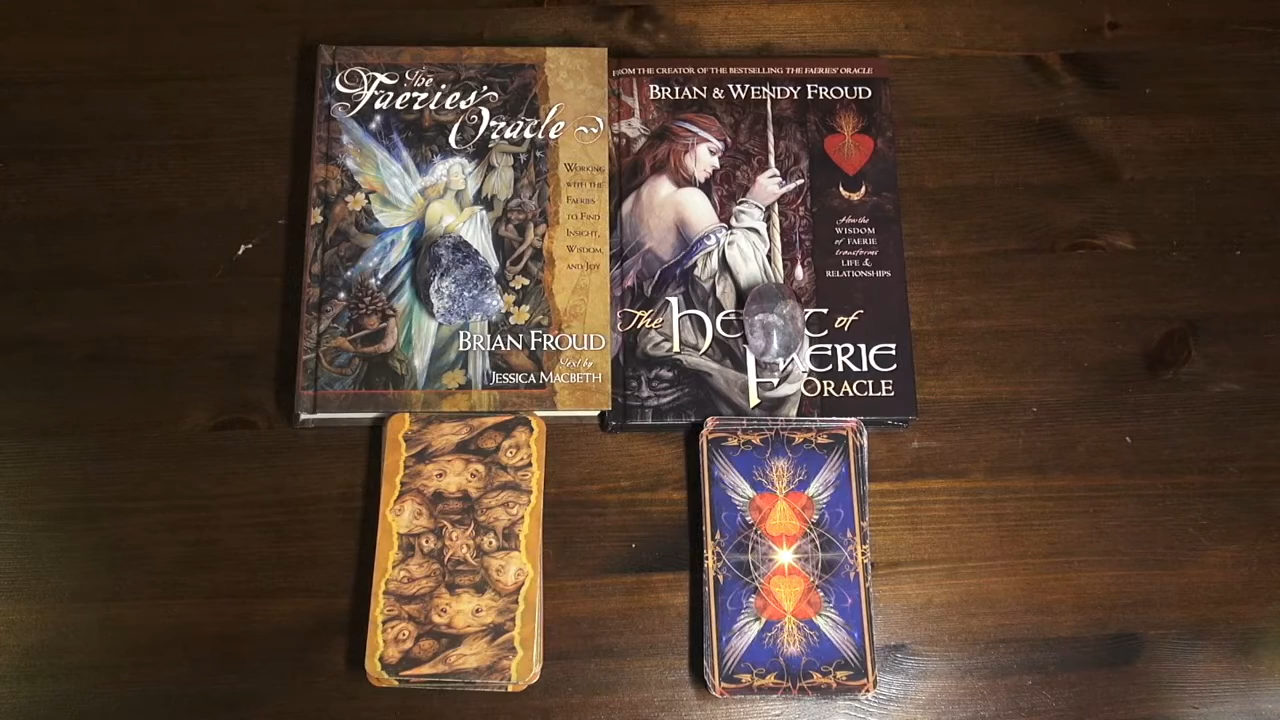 The
Faeries'
Oracle
WORKING
WITH THE
FAERIES
TO FIND
INSIGHT,
WISDOM,
AND JOY
BRIAN FROUD
Text by
JESSICA MACBETH
FROM THE CREATOR OF THE BESTSELLING THE FAERIES' ORACLE
BRIAN & WENDY FROUD
How the
WISDOM
of FAERIE
transforms
LIFE &
RELATIONSHIPS
The of
FAERIE
ORACLE